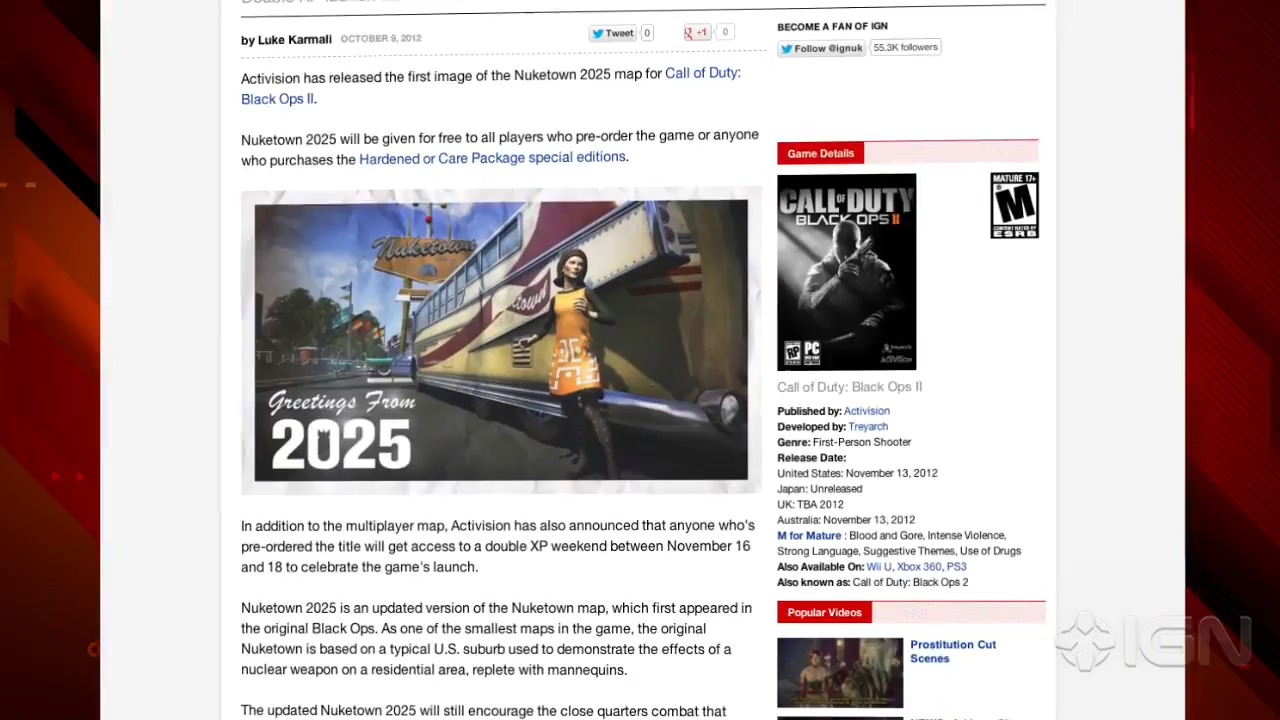 by Luke Karmali OCTOBER 9, 2012
Tweet 0
g +1 0
Activision has released the first image of the Nuketown 2025 map for Call of Duty:
Black Ops II.
Nuketown 2025 will be given for free to all players who pre-order the game or anyone
who purchases the Hardened or Care Package special editions.
Nuketown
town
Greetings From
2025
In addition to the multiplayer map, Activision has also announced that anyone who's
pre-ordered the title will get access to a double XP weekend between November 16
and 18 to celebrate the game's launch.
Nuketown 2025 is an updated version of the Nuketown map, which first appeared in
the original Black Ops. As one of the smallest maps in the game, the original
Nuketown is based on a typical U.S. suburb used to demonstrate the effects of a
nuclear weapon on a residential area, replete with mannequins.
The updated Nuketown 2025 will still encourage the close quarters combat that
BECOME A FAN OF IGN
Follow @ignuk 55.3K followers
Game Details
CALL OF DUTY
BLACK OPS II
RP PC
TREYARCH
ACTIVISION
MATURE 17+
M
CONTENT RATED BY
ESRB
Call of Duty: Black Ops II
Published by: Activision
Developed by: Treyarch
Genre: First-Person Shooter
Release Date:
United States: November 13, 2012
Japan: Unreleased
UK: TBA 2012
Australia: November 13, 2012
M for Mature : Blood and Gore, Intense Violence,
Strong Language, Suggestive Themes, Use of Drugs
Also Available On: Wii U, Xbox 360, PS3
Also known as: Call of Duty: Black Ops 2
Popular Videos
Prostitution Cut
Scenes
IGN